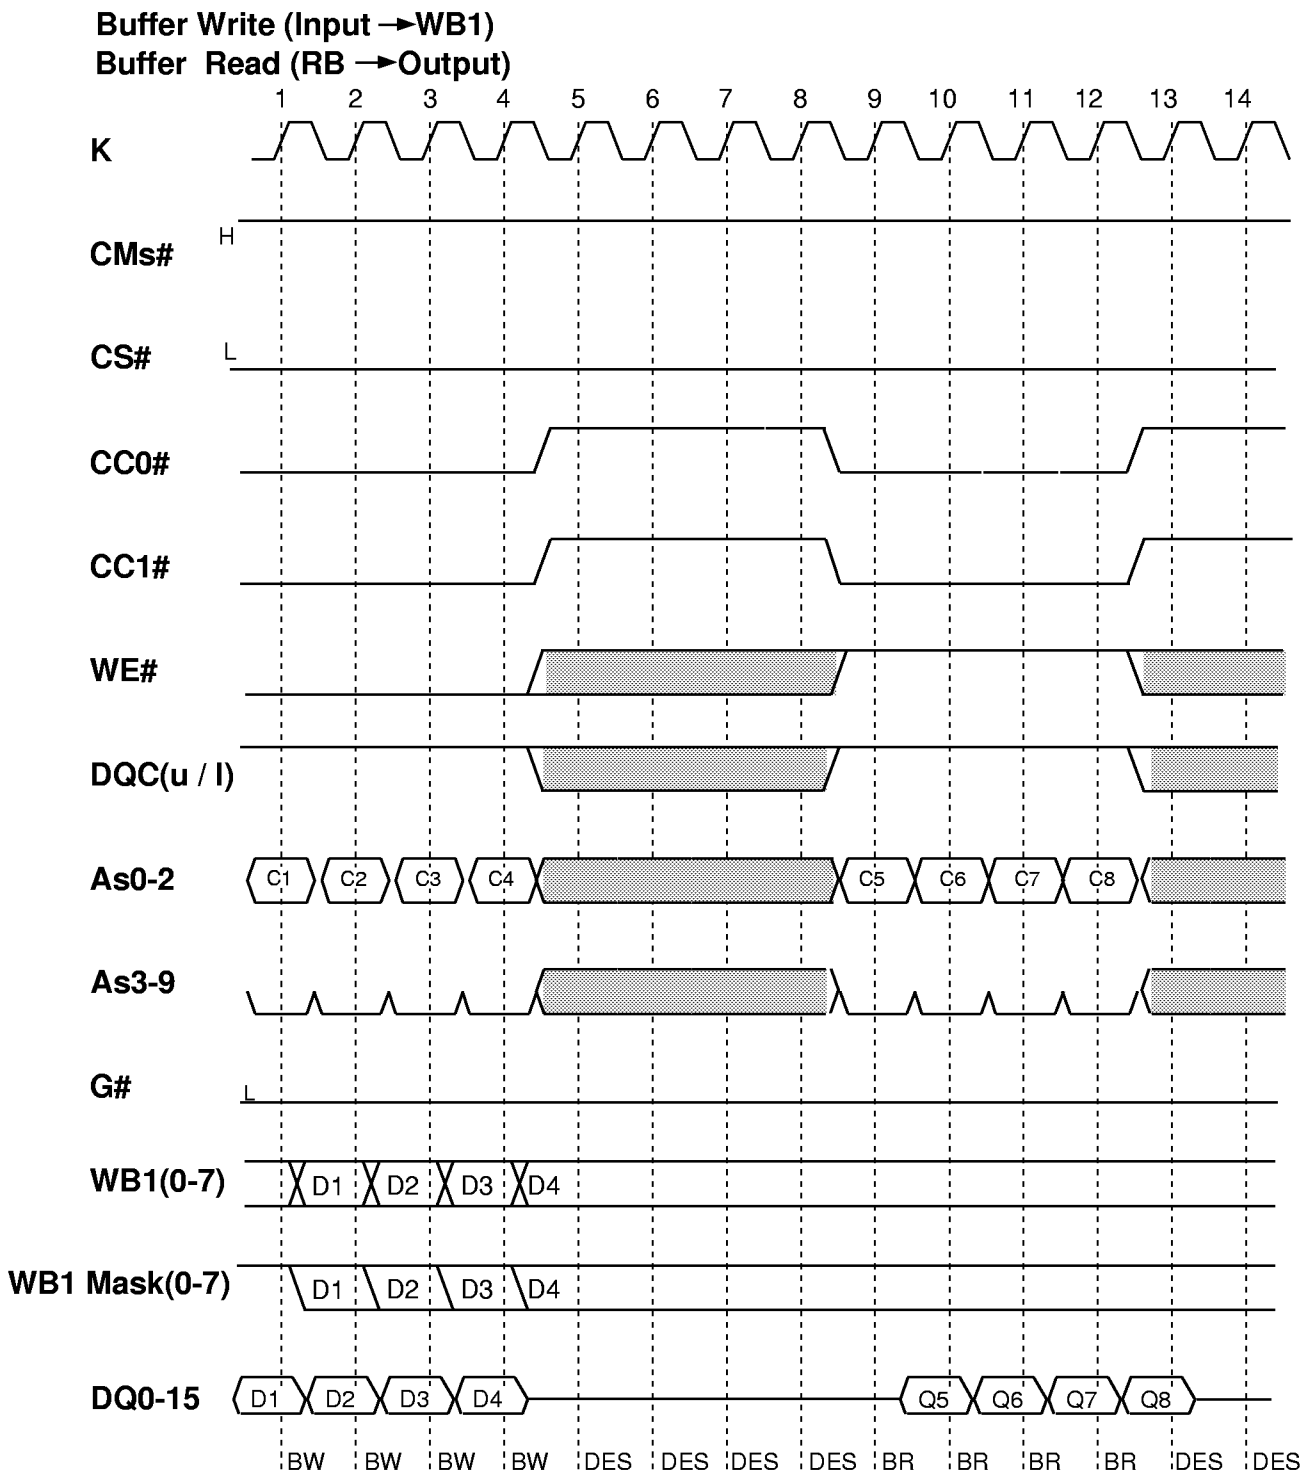 Buffer Write (Input →WB1)
Buffer Read (RB →Output)
1 2 3 4 5 6 7 8 9 10 11 12 13 14
K
H
CMs#
L
CS#
CC0#
CC1#
WE#
DQC(u / l)
As0-2 C1 C2 C3 C4 C5 C6 C7 C8
As3-9
G# L
WB1(0-7) D1 D2 D3 D4
WB1 Mask(0-7) D1 D2 D3 D4
DQ0-15 D1 D2 D3 D4 Q5 Q6 Q7 Q8
BW BW BW BW DES DES DES DES BR BR BR BR DES DES